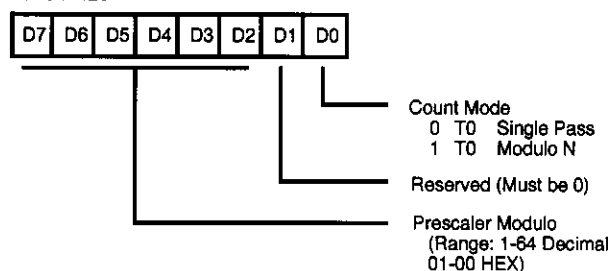 D7 D6 D5 D4 D3 D2 D1 D0
Count Mode
0 T0 Single Pass
1 T0 Modulo N
Reserved (Must be 0)
Prescaler Modulo
(Range: 1-64 Decimal
01-00 HEX)